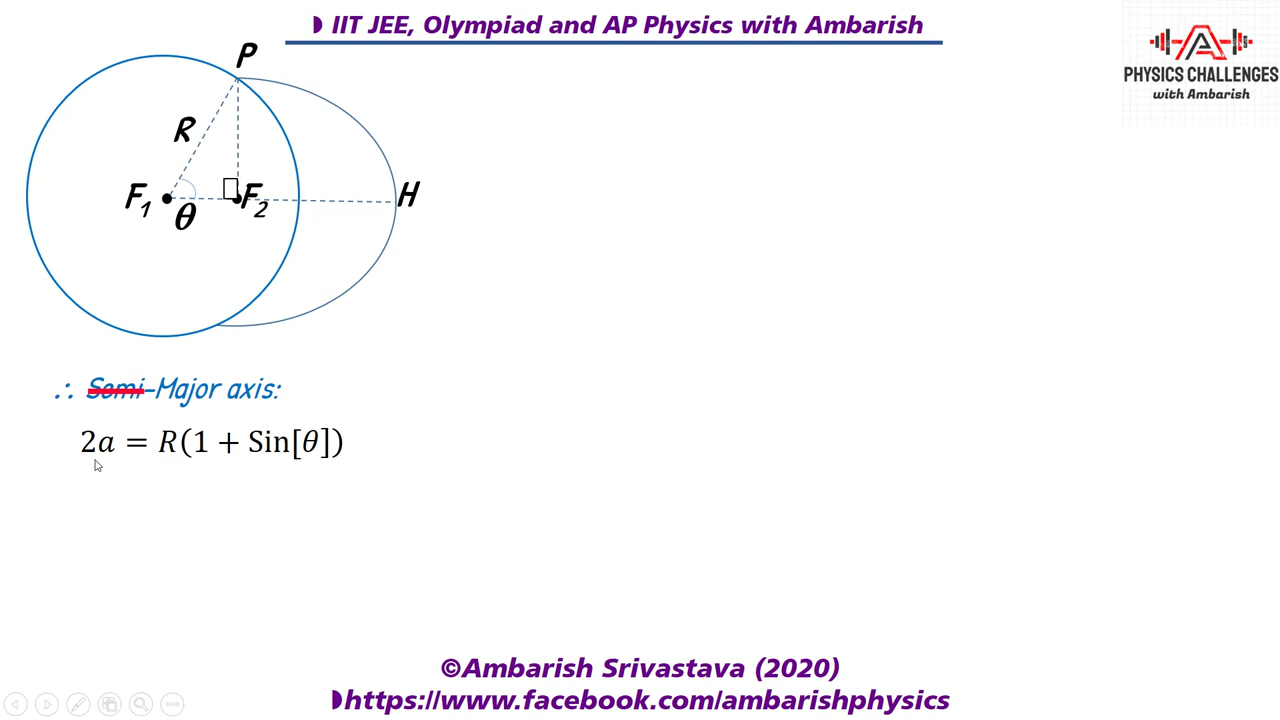 ◗ IIT JEE, Olympiad and AP Physics with Ambarish
A
PHYSICS CHALLENGES
with Ambarish
P
R
F₁
θ
F₂
H
∴ Semi-Major axis:
2a = R(1 + Sin[θ])
©Ambarish Srivastava (2020)
◗https://www.facebook.com/ambarishphysics